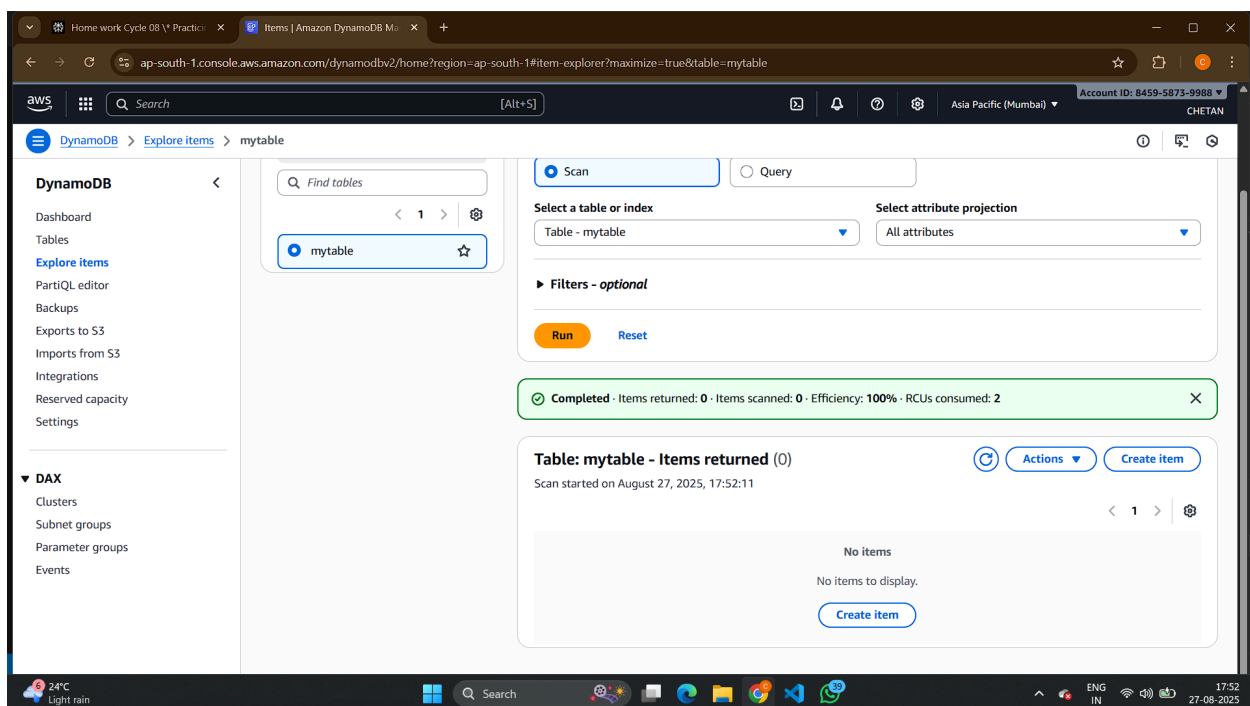 Home work Cycle 08 \* Practicin
Items | Amazon DynamoDB Ma
ap-south-1.console.aws.amazon.com/dynamodbv2/home?region=ap-south-1#item-explorer?maximize=true&table=mytable
C
aws
Search
[Alt+S]
Asia Pacific (Mumbai)
Account ID: 8459-5873-9988
CHETAN
DynamoDB > Explore items > mytable
DynamoDB
Dashboard
Tables
Explore items
PartiQL editor
Backups
Exports to S3
Imports from S3
Integrations
Reserved capacity
Settings
DAX
Clusters
Subnet groups
Parameter groups
Events
Find tables
1
mytable
Scan
Query
Select a table or index
Table - mytable
Select attribute projection
All attributes
Filters - optional
Run
Reset
Completed · Items returned: 0 · Items scanned: 0 · Efficiency: 100% · RCUs consumed: 2
Table: mytable - Items returned (0)
Actions
Create item
Scan started on August 27, 2025, 17:52:11
1
No items
No items to display.
Create item
6
24°C
Light rain
Search
C
39
ENG
IN
17:52
27-08-2025